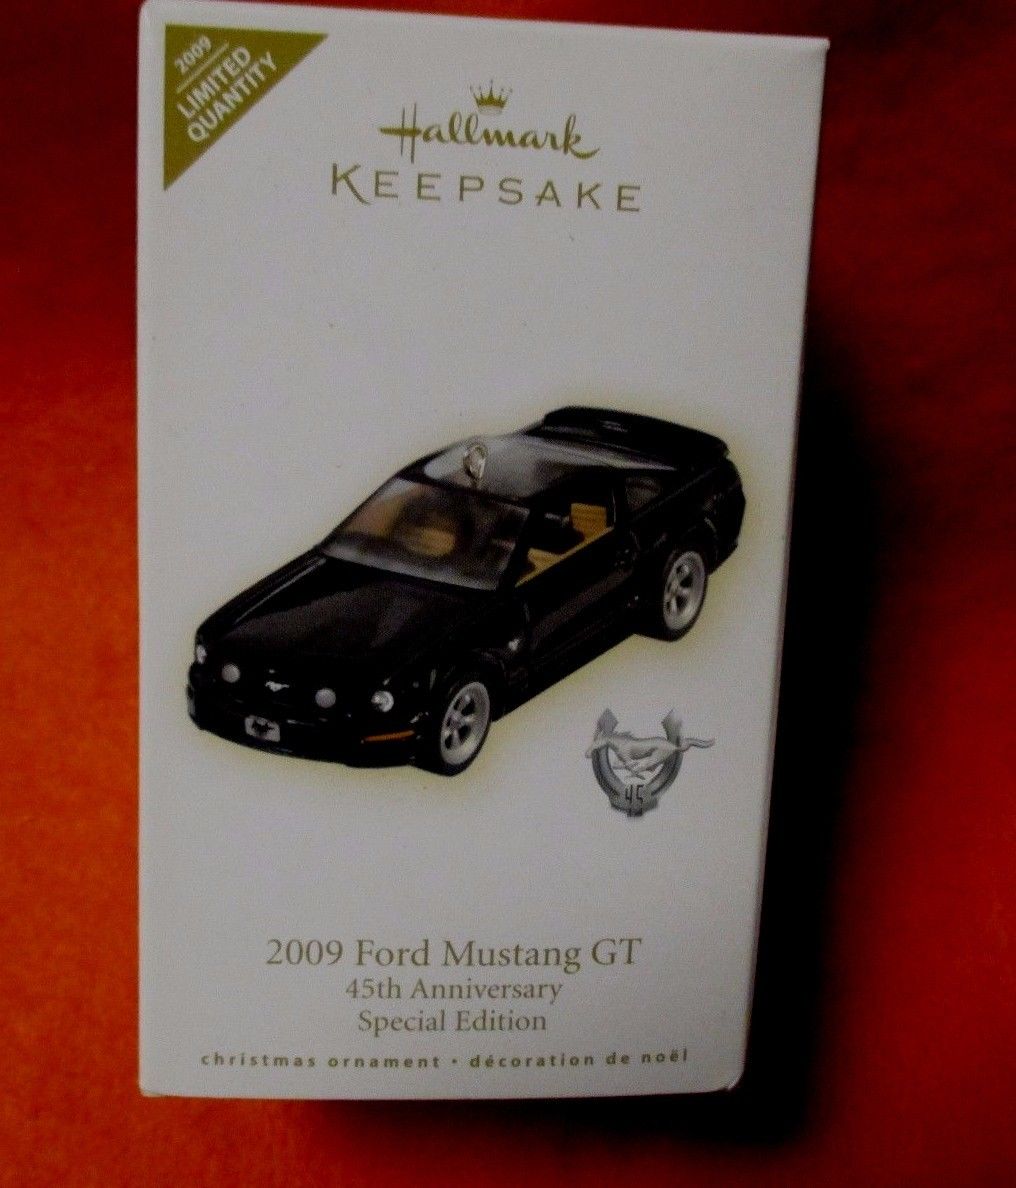 2009
LIMITED
QUANTITY
Hallmark
KEEPSAKE
45
2009 Ford Mustang GT
45th Anniversary
Special Edition
christmas ornament • décoration de noël